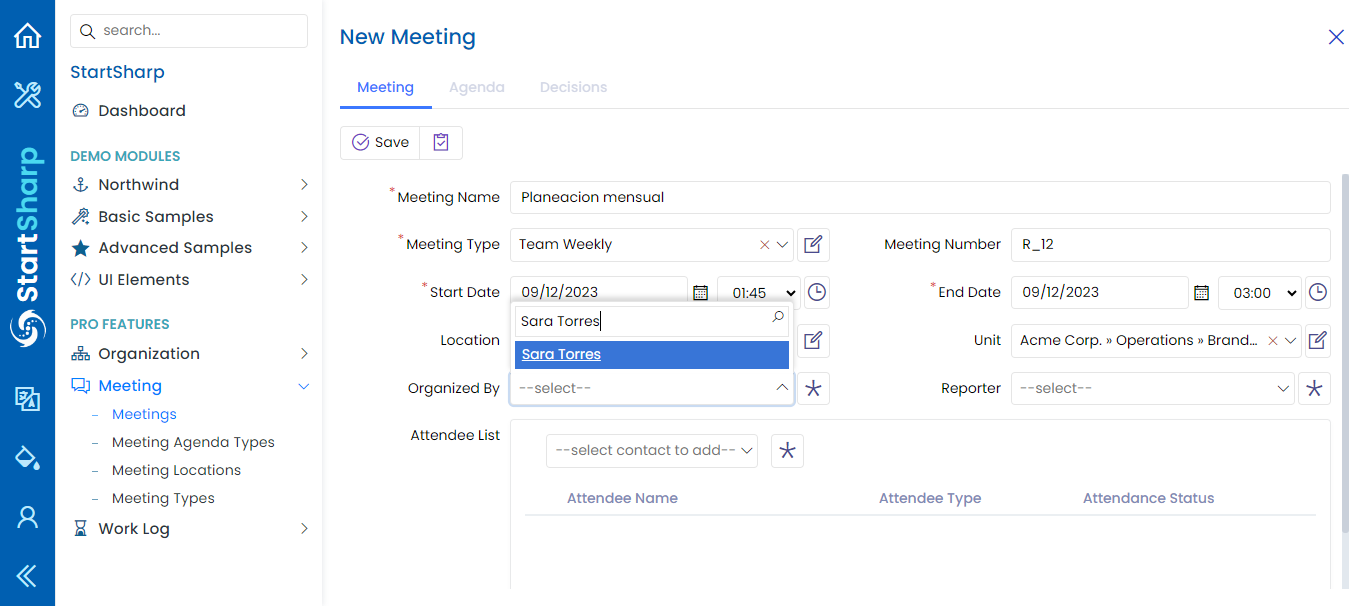 search...
StartSharp
Dashboard
DEMO MODULES
Northwind
Basic Samples
Advanced Samples
UI Elements
PRO FEATURES
Organization
Meeting
Meetings
Meeting Agenda Types
Meeting Locations
Meeting Types
Work Log
StartSharp
New Meeting
Meeting Agenda Decisions
Save
* Meeting Name Planeacion mensual
* Meeting Type Team Weekly Meeting Number R_12
* Start Date 09/12/2023 01:45 * End Date 09/12/2023 03:00
Sara Torres
Location Unit Acme Corp. » Operations » Brand...
Sara Torres
Organized By --select-- Reporter --select--
Attendee List
--select contact to add--
Attendee Name Attendee Type Attendance Status